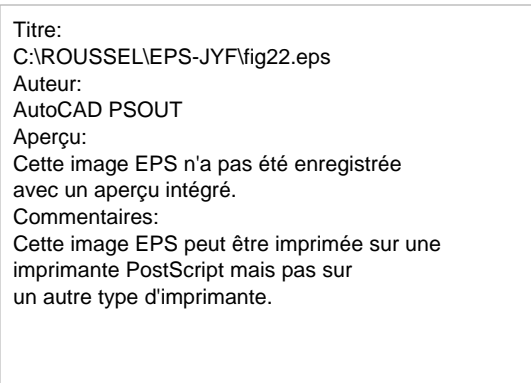 Titre:
C:\ROUSSEL\EPS-JYF\fig22.eps
Auteur:
AutoCAD PSOUT
Aperçu:
Cette image EPS n'a pas été enregistrée
avec un aperçu intégré.
Commentaires:
Cette image EPS peut être imprimée sur une
imprimante PostScript mais pas sur
un autre type d'imprimante.